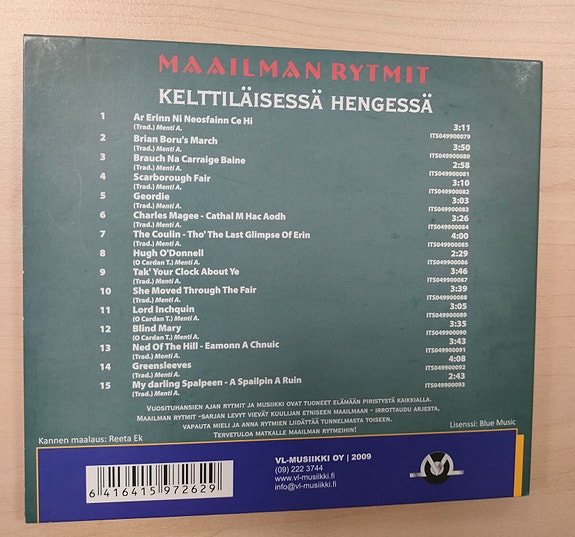 MAAILMAN RYTMIT
KELTTILÄISESSÄ HENGESSÄ
1 Ar Erinn Ni Neosfainn Ce Hi 3:11
(Trad.) Menti A. ITS049900079
2 Brian Boru's March 3:50
(Trad.) Menti A. ITS049900080
3 Brauch Na Carraige Baine 2:58
(Trad.) Menti A. ITS049900081
4 Scarborough Fair 3:10
(Trad.) Menti A. ITS049900082
5 Geordie 3:03
(Trad.) Menti A. ITS049900083
6 Charles Magee - Cathal M Hac Aodh 3:26
(Trad.) Menti A. ITS049900084
7 The Coulin - Tho' The Last Glimpse Of Erin 4:00
(Trad.) Menti A. ITS049900085
8 Hugh O'Donnell 2:29
(O Cardan T.) Menti A. ITS049900086
9 Tak' Your Clock About Ye 3:46
(Trad.) Menti A. ITS049900087
10 She Moved Through The Fair 3:39
(Trad.) Menti A. ITS049900088
11 Lord Inchquin 3:05
(O Cardan T.) Menti A. ITS049900089
12 Blind Mary 3:35
(O Cardan T.) Menti A. ITS049900090
13 Ned Of The Hill - Eamonn A Chnuic 3:43
(Trad.) Menti A. ITS049900091
14 Greensleeves 4:08
(Trad.) Menti A. ITS049900092
15 My darling Spalpeen - A Spailpin A Ruin 2:43
(Trad.) Menti A. ITS049900093
Vuosituhansien ajan rytmit ja musiikki ovat tuoneet elämään piristystä kaikkialla.
Maailman rytmit -sarjan levyt vievät kuulijan etniseen maailmaan - irrottaudu arjesta,
vapauta mieli ja anna rytmien liidättää tunnelmasta toiseen.
Tervetuloa matkalle maailman rytmeihin!
Kannen maalaus: Reeta Ek
Lisenssi: Blue Music
VL-MUSIIKKI OY | 2009
(09) 222 3744
www.vl-musiikki.fi
info@vl-musiikki.fi
6 416415 972629